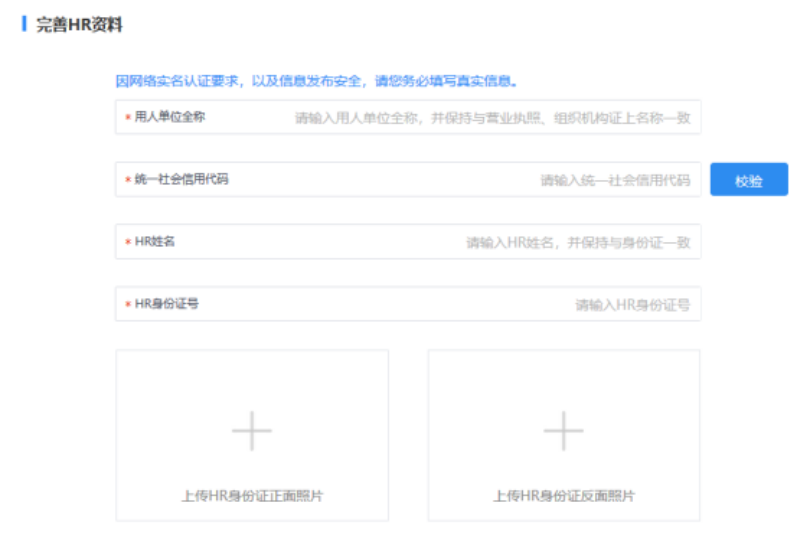 完善HR资料
因网络实名认证要求，以及信息发布安全，请您务必填写真实信息。
* 用人单位全称 请输入用人单位全称，并保持与营业执照、组织机构证上名称一致
* 统一社会信用代码 请输入统一社会信用代码 校验
* HR姓名 请输入HR姓名，并保持与身份证一致
* HR身份证号 请输入HR身份证号
上传HR身份证正面照片 上传HR身份证反面照片